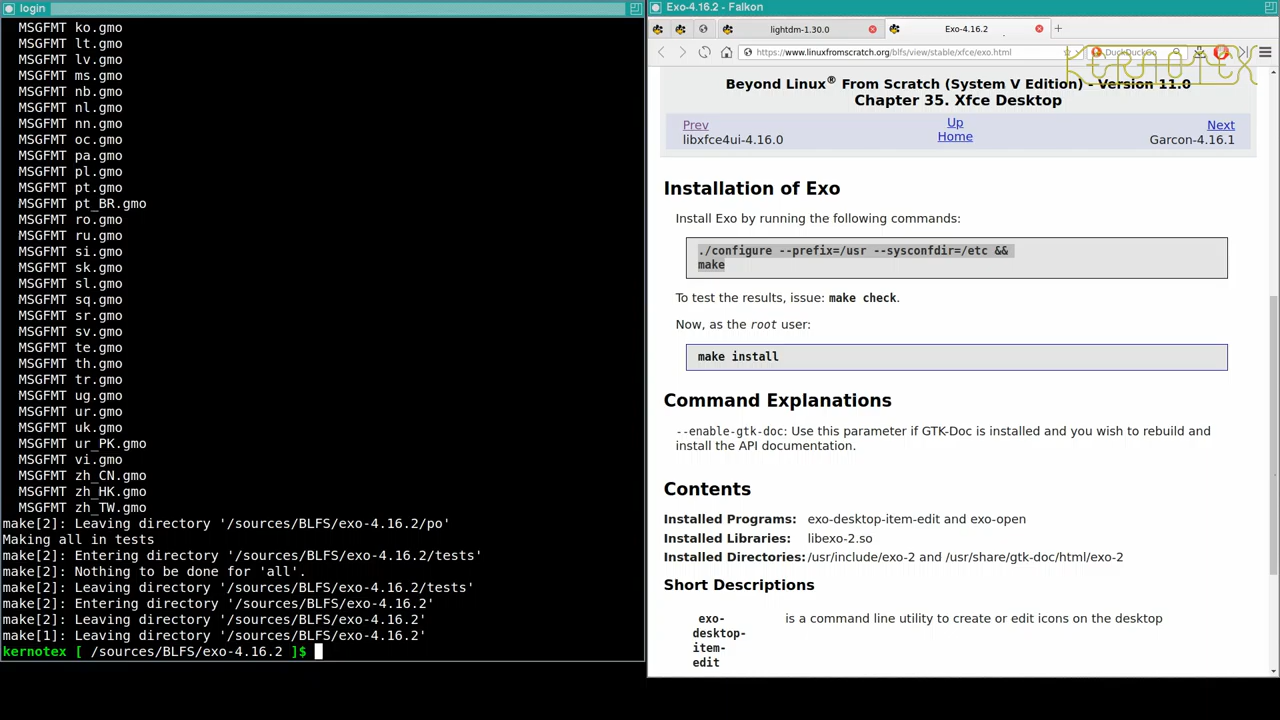 login
MSGFMT ko.gmo
MSGFMT lt.gmo
MSGFMT lv.gmo
MSGFMT ms.gmo
MSGFMT nb.gmo
MSGFMT nl.gmo
MSGFMT nn.gmo
MSGFMT oc.gmo
MSGFMT pa.gmo
MSGFMT pl.gmo
MSGFMT pt.gmo
MSGFMT pt_BR.gmo
MSGFMT ro.gmo
MSGFMT ru.gmo
MSGFMT si.gmo
MSGFMT sk.gmo
MSGFMT sl.gmo
MSGFMT sq.gmo
MSGFMT sr.gmo
MSGFMT sv.gmo
MSGFMT te.gmo
MSGFMT th.gmo
MSGFMT tr.gmo
MSGFMT ug.gmo
MSGFMT ur.gmo
MSGFMT uk.gmo
MSGFMT ur_PK.gmo
MSGFMT vi.gmo
MSGFMT zh_CN.gmo
MSGFMT zh_HK.gmo
MSGFMT zh_TW.gmo
make[2]: Leaving directory '/sources/BLFS/exo-4.16.2/po'
Making all in tests
make[2]: Entering directory '/sources/BLFS/exo-4.16.2/tests'
make[2]: Nothing to be done for 'all'.
make[2]: Leaving directory '/sources/BLFS/exo-4.16.2/tests'
make[2]: Entering directory '/sources/BLFS/exo-4.16.2'
make[2]: Leaving directory '/sources/BLFS/exo-4.16.2'
make[1]: Leaving directory '/sources/BLFS/exo-4.16.2'
kernotex [ /sources/BLFS/exo-4.16.2 ]$
Exo-4.16.2 - Falkon
lightdm-1.30.0
Exo-4.16.2
https://www.linuxfromscratch.org/blfs/view/stable/xfce/exo.html
DuckDuckGo
KERNOTEX
Beyond Linux® From Scratch (System V Edition) - Version 11.0
Chapter 35. Xfce Desktop
Prev
Up
Next
libxfce4ui-4.16.0
Home
Garcon-4.16.1
Installation of Exo
Install Exo by running the following commands:
./configure --prefix=/usr --sysconfdir=/etc &&
make
To test the results, issue: make check.
Now, as the root user:
make install
Command Explanations
--enable-gtk-doc: Use this parameter if GTK-Doc is installed and you wish to rebuild and
install the API documentation.
Contents
Installed Programs: exo-desktop-item-edit and exo-open
Installed Libraries: libexo-2.so
Installed Directories: /usr/include/exo-2 and /usr/share/gtk-doc/html/exo-2
Short Descriptions
exo- is a command line utility to create or edit icons on the desktop
desktop-
item-
edit